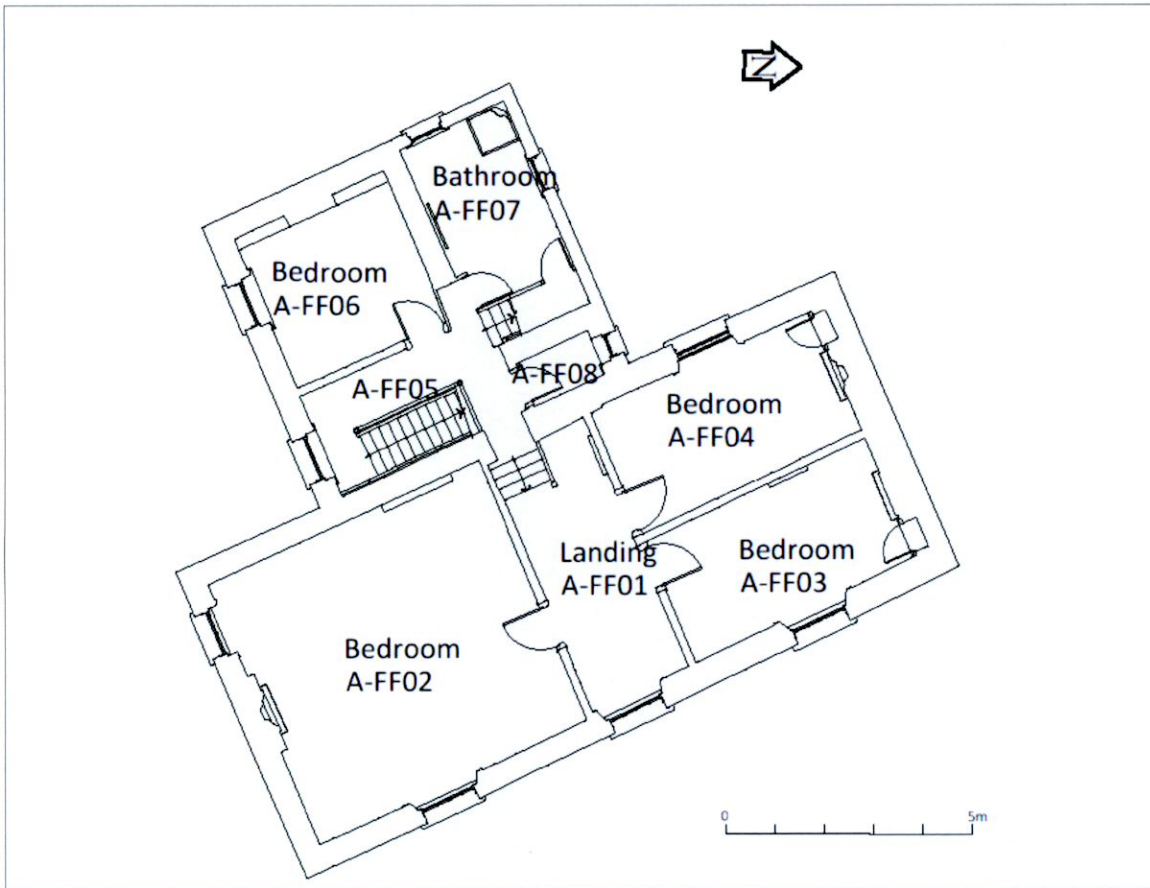 N
Bathroom
A-FF07
Bedroom
A-FF06
A-FF05
A-FF08
Bedroom
A-FF04
Landing
A-FF01
Bedroom
A-FF03
Bedroom
A-FF02
0 5m